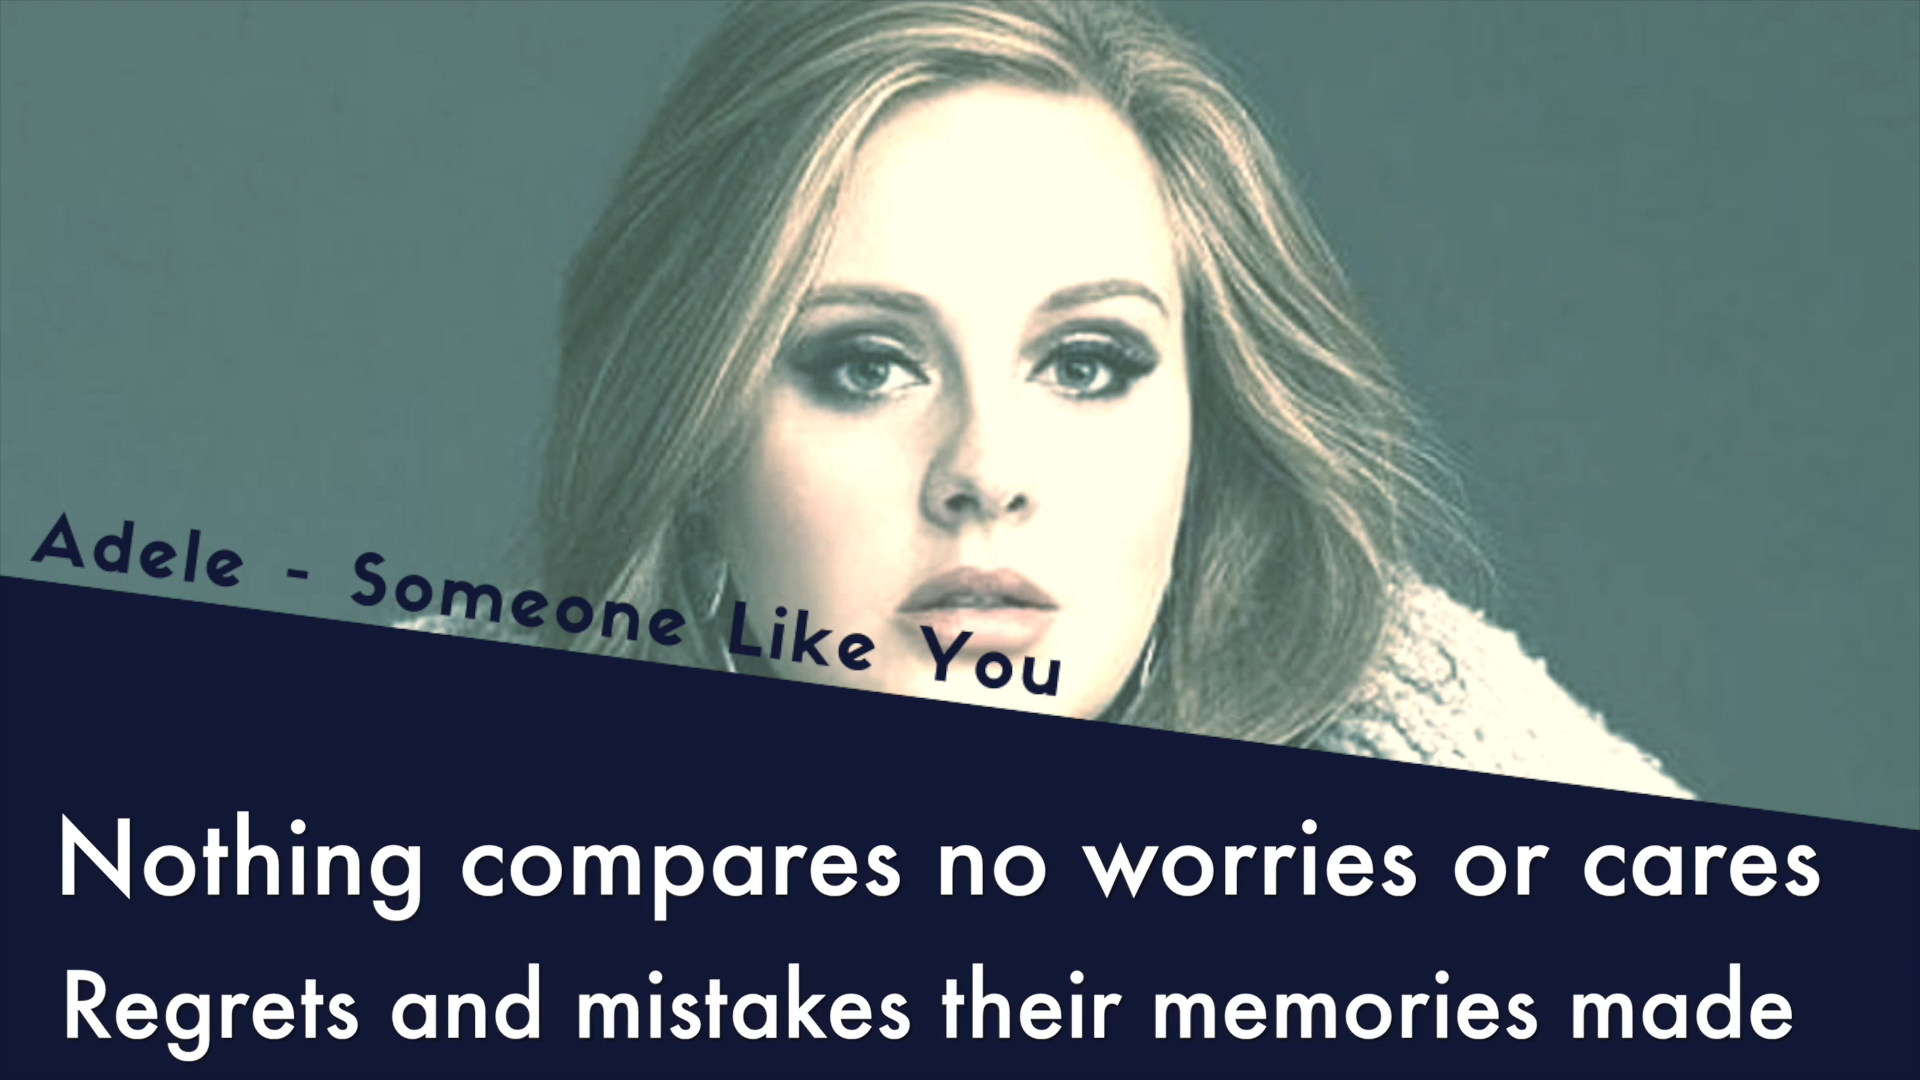 Adele - Someone Like You
Nothing compares no worries or cares
Regrets and mistakes their memories made